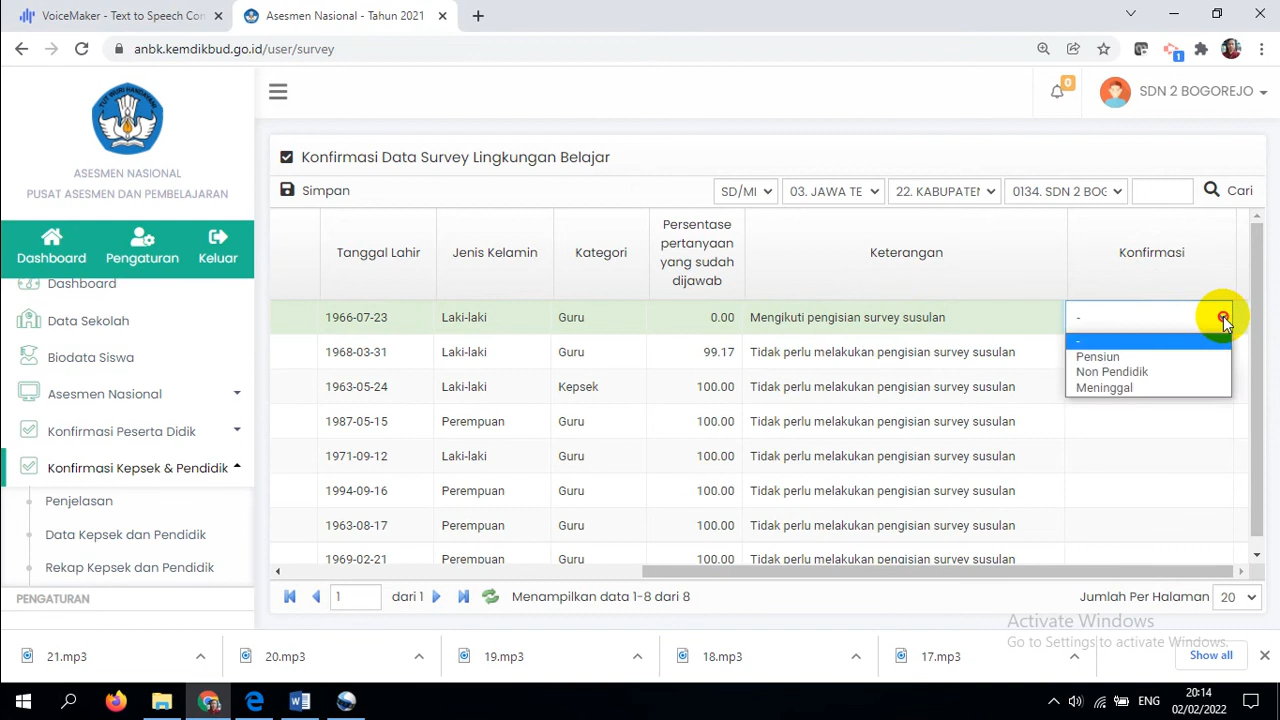 VoiceMaker - Text to Speech Con
Asesmen Nasional - Tahun 2021
anbk.kemdikbud.go.id/user/survey
1
TUT WURI HANDAYANI
ASESMEN NASIONAL
PUSAT ASESMEN DAN PEMBELAJARAN
Dashboard
Pengaturan
Keluar
Dashboard
Data Sekolah
Biodata Siswa
Asesmen Nasional
Konfirmasi Peserta Didik
Konfirmasi Kepsek & Pendidik
Penjelasan
Data Kepsek dan Pendidik
Rekap Kepsek dan Pendidik
PENGATURAN
0
SDN 2 BOGOREJO
Konfirmasi Data Survey Lingkungan Belajar
Simpan SD/MI 03. JAWA TE 22. KABUPATEN 0134. SDN 2 BOG Cari
Tanggal Lahir Jenis Kelamin Kategori Persentase pertanyaan yang sudah dijawab Keterangan Konfirmasi
1966-07-23 Laki-laki Guru 0.00 Mengikuti pengisian survey susulan -
1968-03-31 Laki-laki Guru 99.17 Tidak perlu melakukan pengisian survey susulan
1963-05-24 Laki-laki Kepsek 100.00 Tidak perlu melakukan pengisian survey susulan
1987-05-15 Perempuan Guru 100.00 Tidak perlu melakukan pengisian survey susulan
1971-09-12 Laki-laki Guru 100.00 Tidak perlu melakukan pengisian survey susulan
1994-09-16 Perempuan Guru 100.00 Tidak perlu melakukan pengisian survey susulan
1963-08-17 Perempuan Guru 100.00 Tidak perlu melakukan pengisian survey susulan
1969-02-21 Perempuan Guru 100.00 Tidak perlu melakukan pengisian survey susulan
-
Pensiun
Non Pendidik
Meninggal
1 dari 1 Menampilkan data 1-8 dari 8 Jumlah Per Halaman 20
Activate Windows
Go to Settings to activate Windows.
21.mp3 20.mp3 19.mp3 18.mp3 17.mp3 Show all
ENG
20:14
02/02/2022